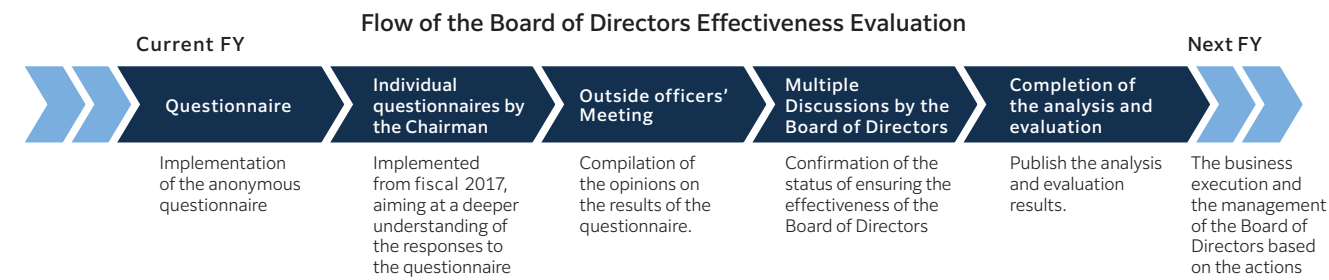 Flow of the Board of Directors Effectiveness Evaluation
Current FY
Next FY
Questionnaire
Individual
questionnaires by
the Chairman
Outside officers’
Meeting
Multiple
Discussions by the
Board of Directors
Completion of
the analysis and
evaluation
Implementation
of the anonymous
questionnaire
Implemented
from fiscal 2017,
aiming at a deeper
understanding of
the responses to
the questionnaire
Compilation of
the opinions on
the results of the
questionnaire.
Confirmation of the
status of ensuring the
effectiveness of the
Board of Directors
Publish the analysis
and evaluation
results.
The business
execution and
the management
of the Board of
Directors based
on the actions